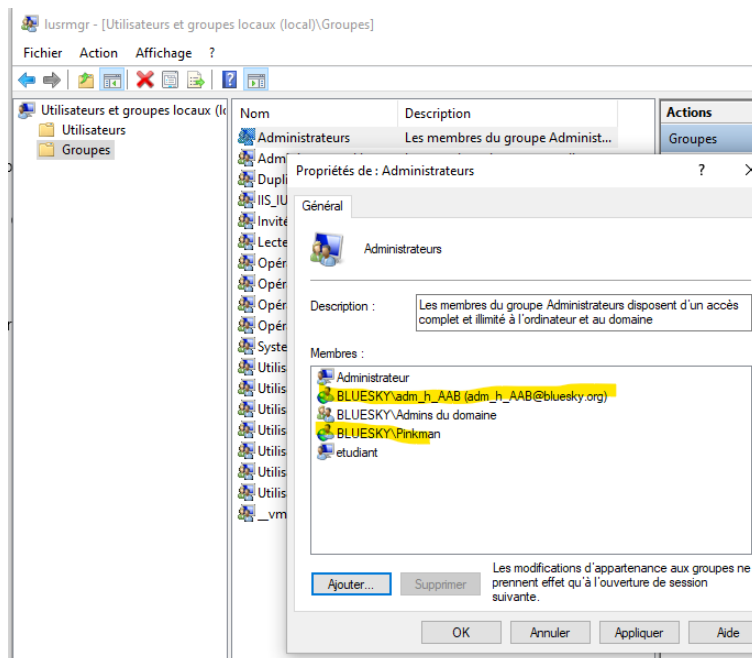 lusrmgr - [Utilisateurs et groupes locaux (local)\Groupes]
Fichier Action Affichage ?
Utilisateurs et groupes locaux (lo
Utilisateurs
Groupes
Nom Description
Administrateurs Les membres du groupe Administ...
Adm
Dupli
IIS_IU
Invité
Lecte
Opér
Opér
Opér
Opér
Systè
Utilis
Utilis
Utilis
Utilis
Utilis
Utilis
Utilis
__vm
Actions
Groupes
Propriétés de : Administrateurs ? X
Général
Administrateurs
Description : Les membres du groupe Administrateurs disposent d'un accès
complet et illimité à l'ordinateur et au domaine
Membres :
Administrateur
BLUESKY\adm_h_AAB (adm_h_AAB@bluesky.org)
BLUESKY\Admins du domaine
BLUESKY\Pinkman
etudiant
Ajouter... Supprimer
Les modifications d'appartenance aux groupes ne
prennent effet qu'à l'ouverture de session
suivante.
OK Annuler Appliquer Aide